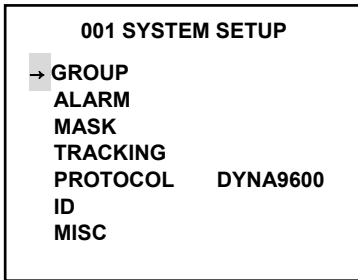 001 SYSTEM SETUP
→ GROUP
ALARM
MASK
TRACKING
PROTOCOL DYNA9600
ID
MISC